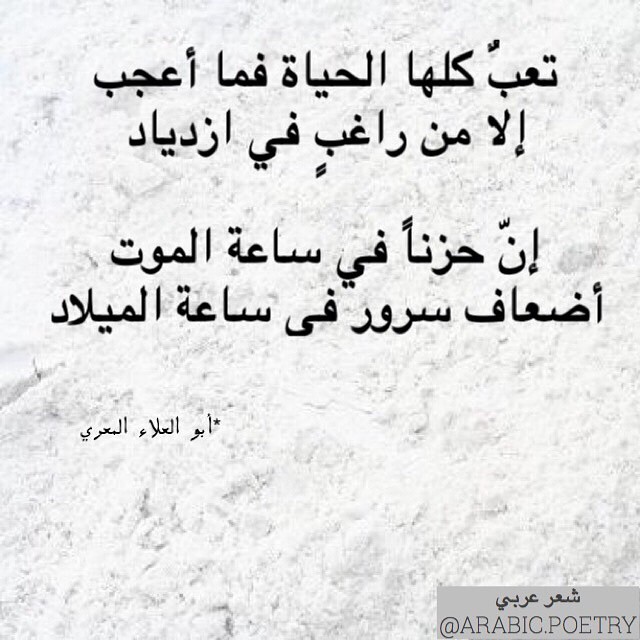 تعبٌ كلها الحياة فما أعجب
إلا من راغبٍ في ازدياد
إنّ حزناً في ساعة الموت
أضعاف سرور فى ساعة الميلاد
*أبو العلاء المعري
شعر عربي
@ARABIC.POETRY